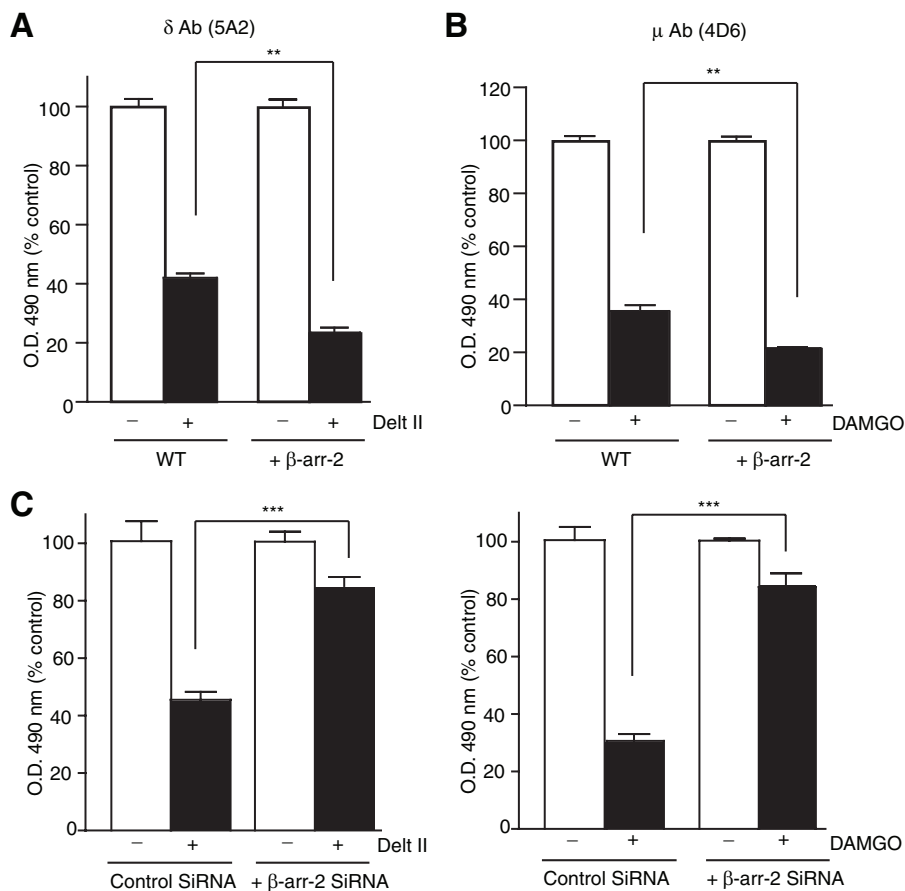 A
δ Ab (5A2)
**
O.D. 490 nm (% control)
100
80
60
40
20
0
– + – + Delt II
WT + β-arr-2
B
μ Ab (4D6)
**
O.D. 490 nm (% control)
120
100
80
60
40
20
0
– + – + DAMGO
WT + β-arr-2
C
***
O.D. 490 nm (% control)
100
80
60
40
20
0
– + – + Delt II
Control SiRNA + β-arr-2 SiRNA
***
O.D. 490 nm (% control)
100
80
60
40
20
0
– + – + DAMGO
Control SiRNA + β-arr-2 SiRNA